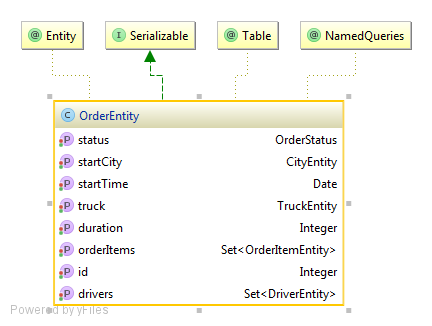 @ Entity
I Serializable
@ Table
@ NamedQueries
C OrderEntity
P status OrderStatus
P startCity CityEntity
P startTime Date
P truck TruckEntity
P duration Integer
P orderItems Set<OrderItemEntity>
P id Integer
P drivers Set<DriverEntity>
Powered by yFiles